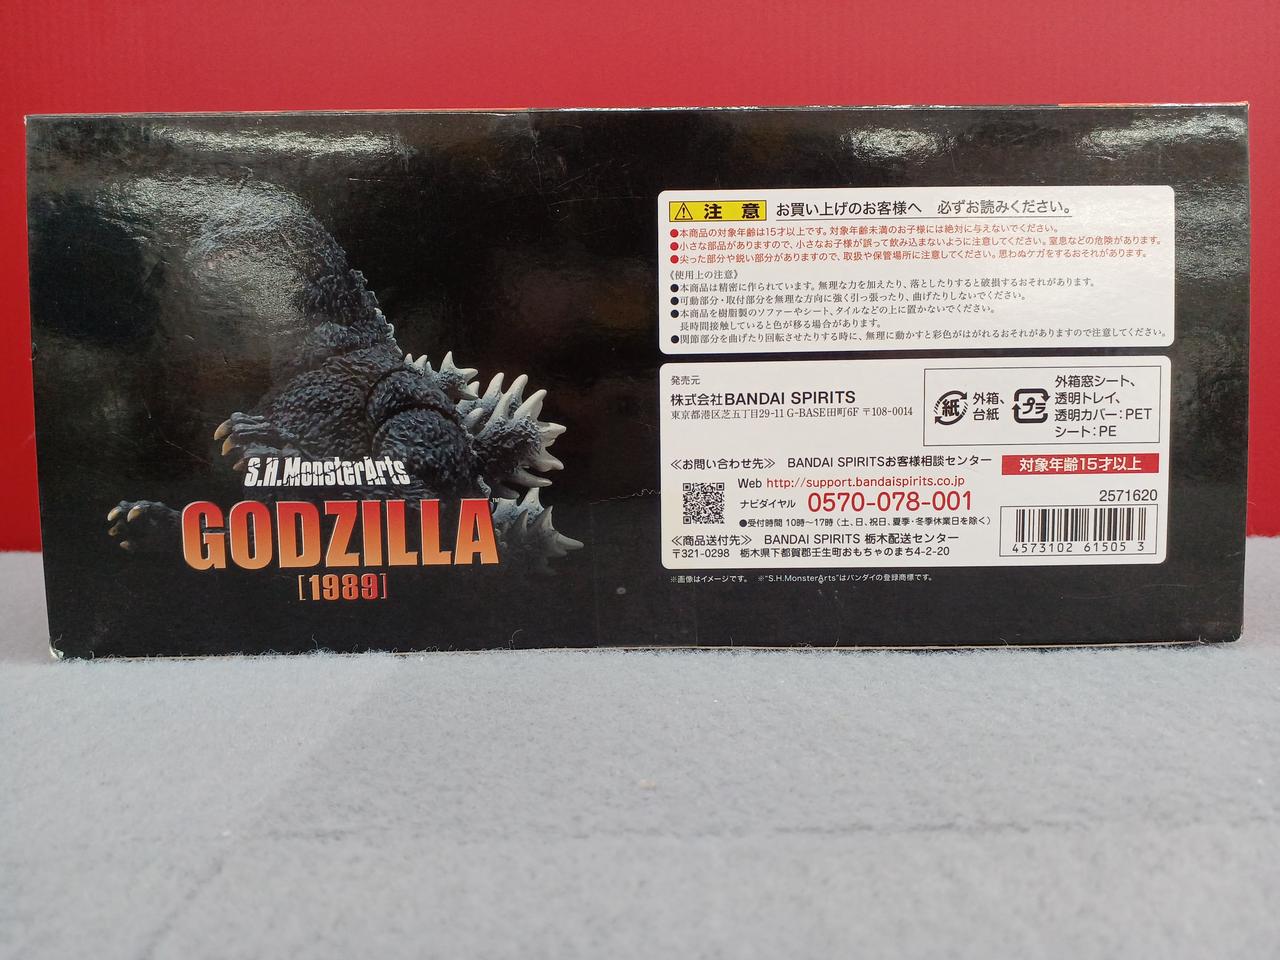 S.H.MonsterArts
GODZILLA™
[1989]
⚠注意 お買い上げのお客様へ 必ずお読みください。
●本商品の対象年齢は15才以上です。対象年齢未満のお子様には絶対に与えないでください。
●小さな部品がありますので、小さなお子様が誤って飲み込まないように注意してください。窒息などの危険があります。
●尖った部分や鋭い部分がありますので、取扱や保管場所に注意してください。思わぬケガをするおそれがあります。
《使用上の注意》
●本商品は精密に作られています。無理な力を加えたり、落としたりすると破損するおそれがあります。
●可動部分・取付部分を無理な方向に強く引っ張ったり、曲げたりしないでください。
●本商品を樹脂製のソファーやシート、タイルなどの上に置かないでください。
長時間接触していると色が移る場合があります。
●関節部分を曲げたり回転させたりする時に、無理に動かすと彩色がはがれるおそれがありますので注意してください。
発売元
株式会社BANDAI SPIRITS
東京都港区芝五丁目29-11 G-BASE田町6F 〒108-0014
紙 外箱、
台紙
プラ 外箱窓シート、
透明トレイ、
透明カバー:PET
シート:PE
≪お問い合わせ先≫ BANDAI SPIRITSお客様相談センター
Web http://support.bandaispirits.co.jp
ナビダイヤル 0570-078-001
●受付時間 10時〜17時(土、日、祝日、夏季・冬季休業日を除く)
≪商品送付先≫ BANDAI SPIRITS 栃木配送センター
〒321-0298 栃木県下都賀郡壬生町おもちゃのまち4-2-20
対象年齢15才以上
2571620
4573102 61505 3
※画像はイメージです。 ※"S.H.MonsterArts"はバンダイの登録商標です。